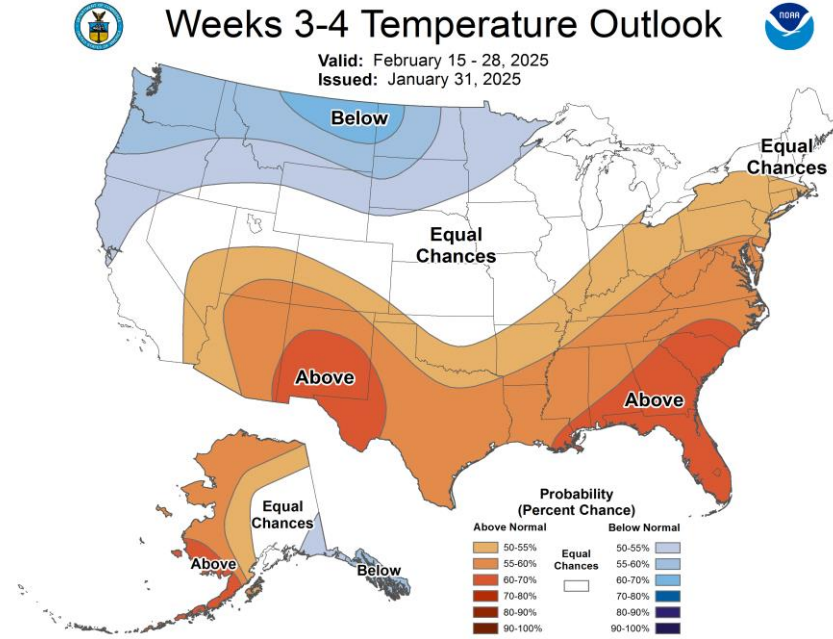 Weeks 3-4 Temperature Outlook
NOAA
Valid: February 15 - 28, 2025
Issued: January 31, 2025
Below
Equal
Chances
Equal
Chances
Above
Above
Equal
Chances
Above
Below
Probability
(Percent Chance)
Above Normal
Below Normal
50-55%
55-60%
60-70%
70-80%
80-90%
90-100%
Equal
Chances
50-55%
55-60%
60-70%
70-80%
80-90%
90-100%